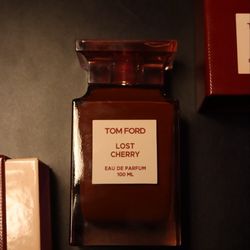 TOM FORD
LOST
CHERRY
EAU DE PARFUM
100 ML